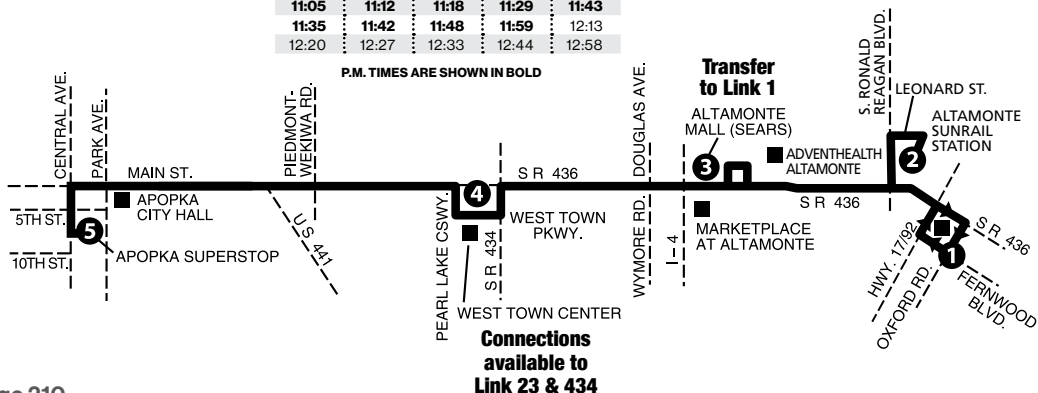 11:05 11:12 11:18 11:29 11:43
11:35 11:42 11:48 11:59 12:13
12:20 12:27 12:33 12:44 12:58
P.M. TIMES ARE SHOWN IN BOLD
CENTRAL AVE.
PARK AVE.
MAIN ST.
APOPKA
CITY HALL
5TH ST.
5
APOPKA SUPERSTOP
10TH ST.
PIEDMONT-
WEKIWA RD.
U S 441
4
PEARL LAKE CSWY.
S R 434
WEST TOWN
PKWY.
WEST TOWN CENTER
Connections
available to
Link 23 & 434
S R 436
DOUGLAS AVE.
WYMORE RD.
I - 4
Transfer
to Link 1
ALTAMONTE
MALL (SEARS)
3
ADVENTHEALTH
ALTAMONTE
MARKETPLACE
AT ALTAMONTE
S R 436
S. RONALD
REAGAN BLVD.
LEONARD ST.
2
ALTAMONTE
SUNRAIL
STATION
S R 436
1
HWY. 17/92
OXFORD RD.
FERNWOOD
BLVD.